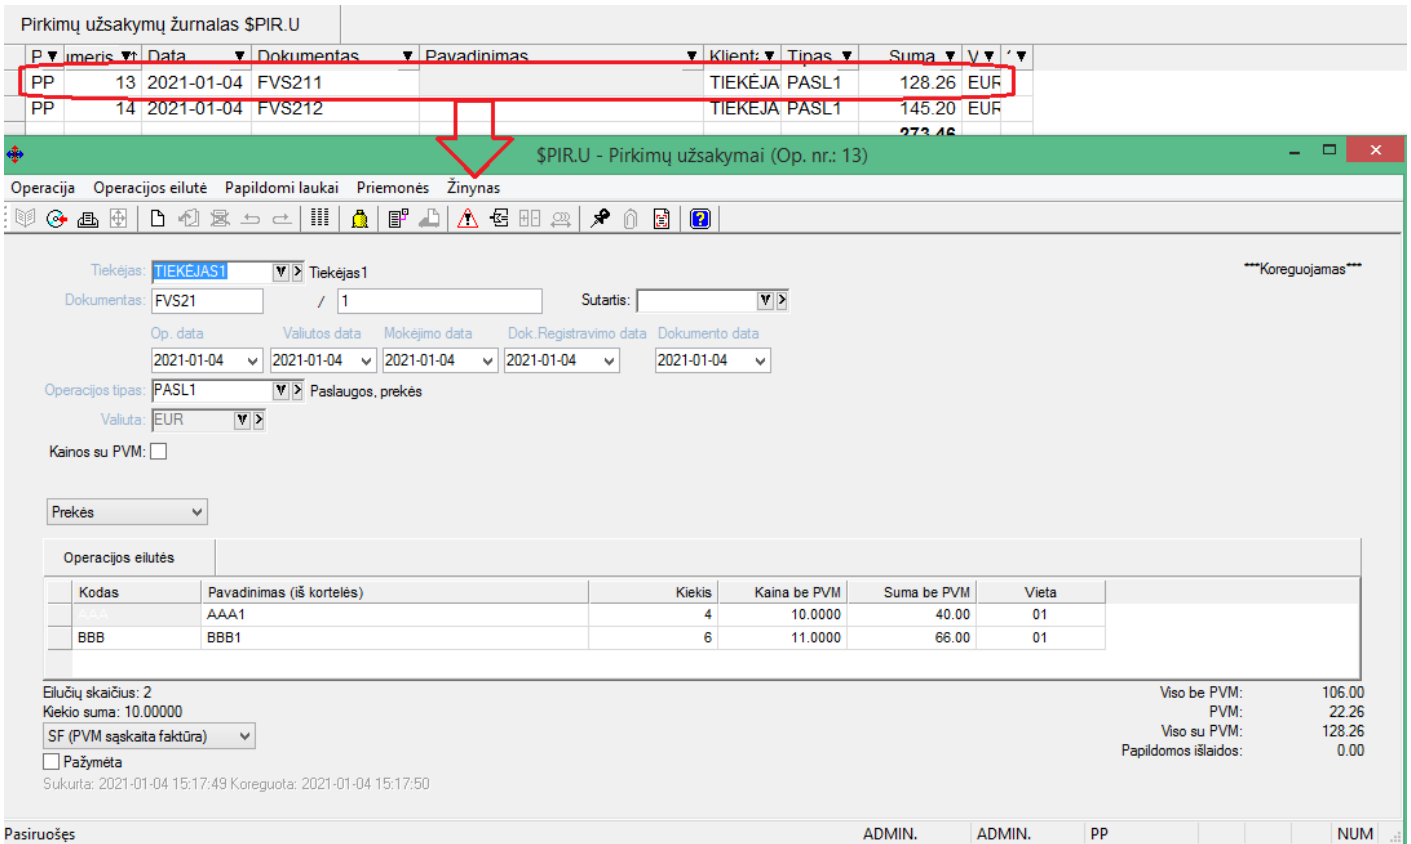 Pirkimų užsakymų žurnalas $PIR.U
P umeris Data Dokumentas Pavadinimas Klient Tipas Suma V
PP 13 2021-01-04 FVS211 TIEKĖJA PASL1 128.26 EUR
PP 14 2021-01-04 FVS212 TIEKĖJA PASL1 145.20 EUR
273.46
$PIR.U - Pirkimų užsakymai (Op. nr.: 13)
Operacija Operacijos eilutė Papildomi laukai Priemonės Žinynas
Tiekėjas: TIEKĖJAS1 Tiekėjas1 ***Koreguojamas***
Dokumentas: FVS21 / 1 Sutartis:
Op. data Valiutos data Mokėjimo data Dok.Registravimo data Dokumento data
2021-01-04 2021-01-04 2021-01-04 2021-01-04 2021-01-04
Operacijos tipas: PASL1 Paslaugos, prekės
Valiuta: EUR
Kainos su PVM:
Prekės
Operacijos eilutės
Kodas Pavadinimas (iš kortelės) Kiekis Kaina be PVM Suma be PVM Vieta
AAA AAA1 4 10.0000 40.00 01
BBB BBB1 6 11.0000 66.00 01
Eilučių skaičius: 2 Viso be PVM: 106.00
Kiekio suma: 10.00000 PVM: 22.26
SF (PVM sąskaita faktūra) Viso su PVM: 128.26
Papildomos išlaidos: 0.00
Pažymėta
Sukurta: 2021-01-04 15:17:49 Koreguota: 2021-01-04 15:17:50
Pasiruošęs ADMIN. ADMIN. PP NUM